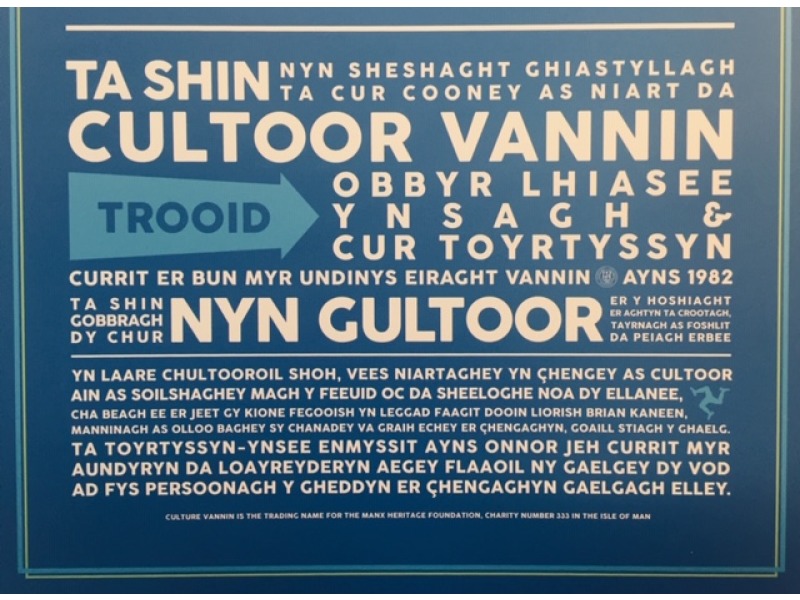 TA SHIN NYN SHESHAGHT GHIASTYLLAGH
TA CUR COONEY AS NIART DA
CULTOOR VANNIN
TROOID
OBBYR LHIASEE
YNSAGH &
CUR TOYRTYSSYN
CURRIT ER BUN MYR UNDINYS EIRAGHT VANNIN AYNS 1982
TA SHIN
GOBBRAGH
DY CHUR
NYN GULTOOR
ER Y HOSHIAGHT
ER AGHTYN TA CROOTAGH,
TAYRNAGH AS FOSHLIT
DA PEIAGH ERBEE
YN LAARE CHULTOOROIL SHOH, VEES NIARTAGHEY YN ÇHENGEY AS CULTOOR
AIN AS SOILSHAGHEY MAGH Y FEEUID OC DA SHEELOGHE NOA DY ELLANEE,
CHA BEAGH EE ER JEET GY KIONE FEGOOISH YN LEGGAD FAAGIT DOOIN LIORISH BRIAN KANEEN,
MANNINAGH AS OLLOO BAGHEY SY CHANADEY VA GRAIH ECHEY ER ÇHENGAGHYN, GOAILL STIAGH Y GHAELG.
TA TOYRTYSSYN-YNSEE ENMYSSIT AYNS ONNOR JEH CURRIT MYR
AUNDYRYN DA LOAYREYDERYN AEGEY FLAAOIL NY GAELGEY DY VOD
AD FYS PERSOONAGH Y GHEDDYN ER ÇHENGAGHYN GAELGAGH ELLEY.
CULTURE VANNIN IS THE TRADING NAME FOR THE MANX HERITAGE FOUNDATION, CHARITY NUMBER 333 IN THE ISLE OF MAN